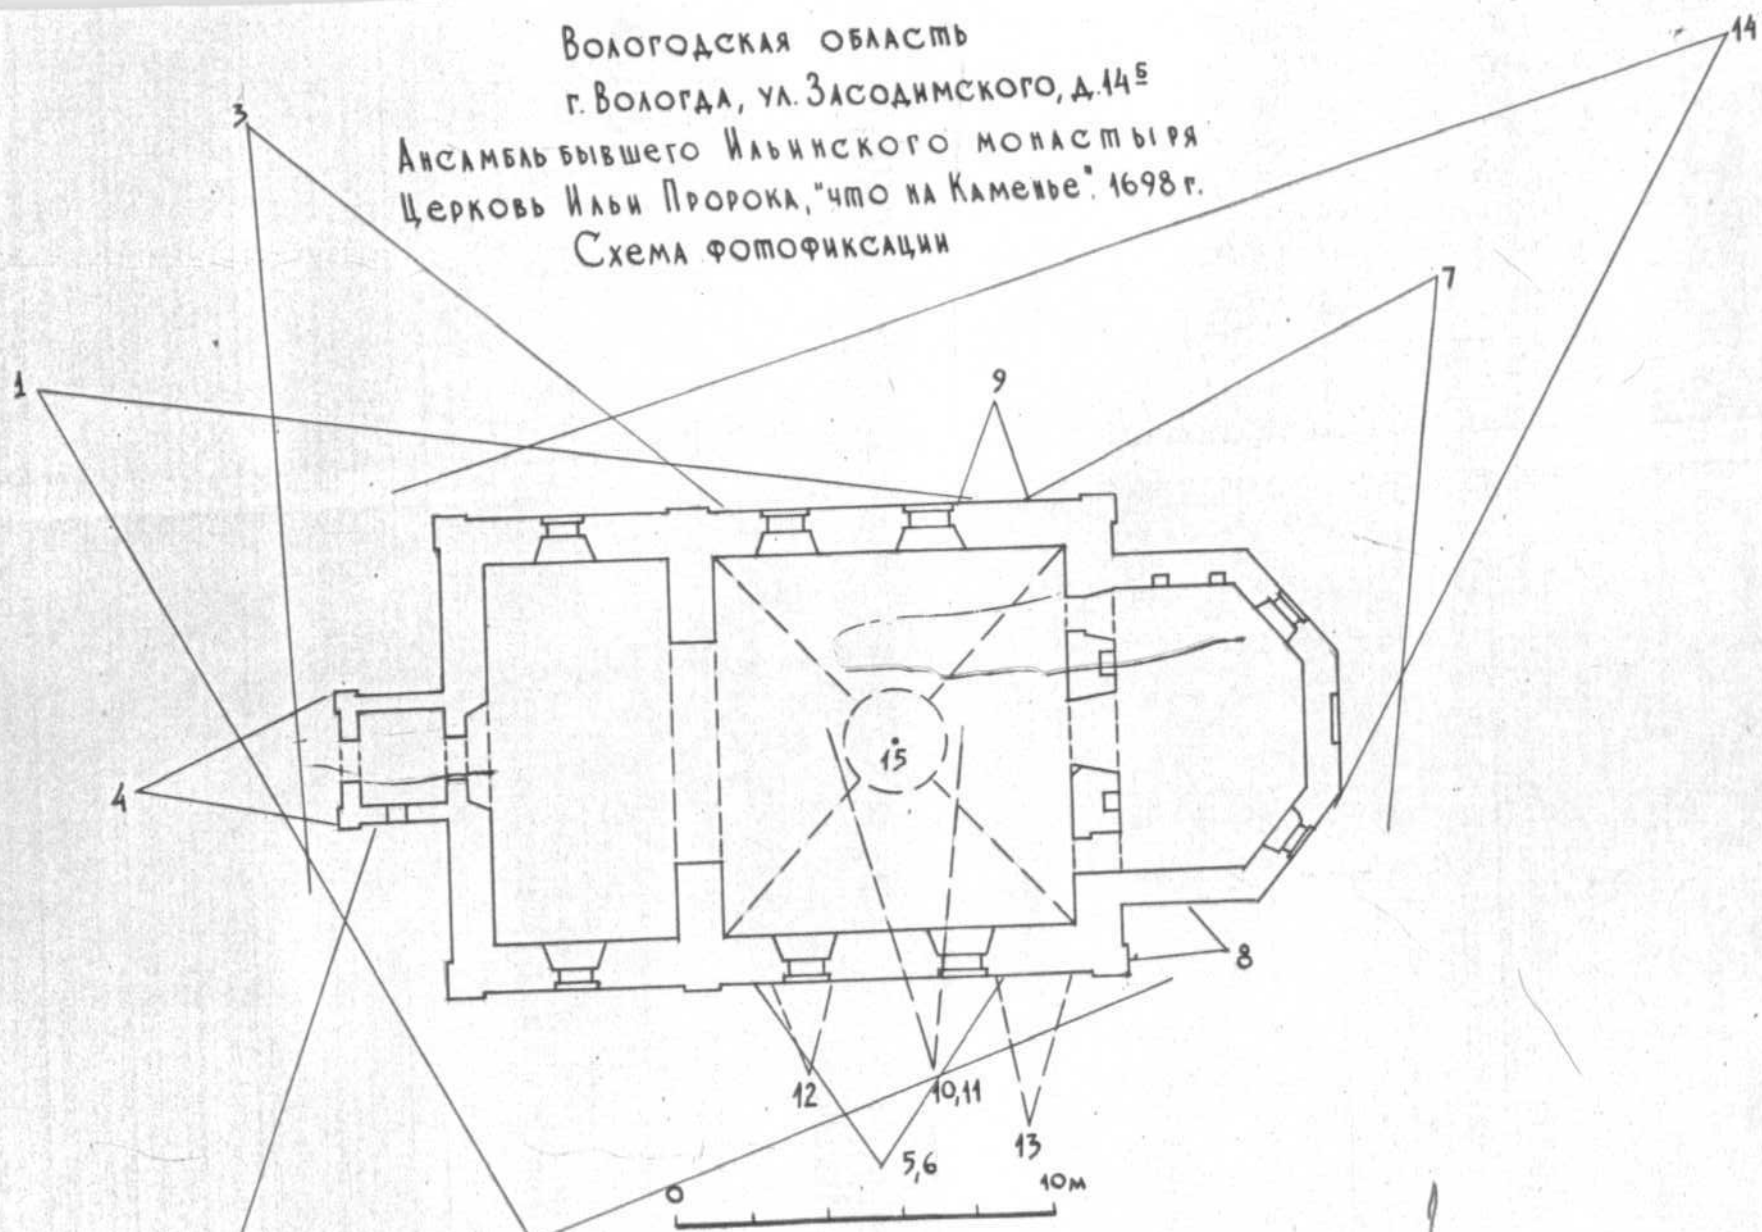 Вологодская область
г. Вологда, ул. Засодимского, д. 14б
Ансамбль бывшего Ильинского монастыря
Церковь Ильи Пророка, "что на Каменье". 1698 г.
Схема фотофиксации
14
3
7
1
9
15
4
8
12
10,11
13
5,6
0
10м